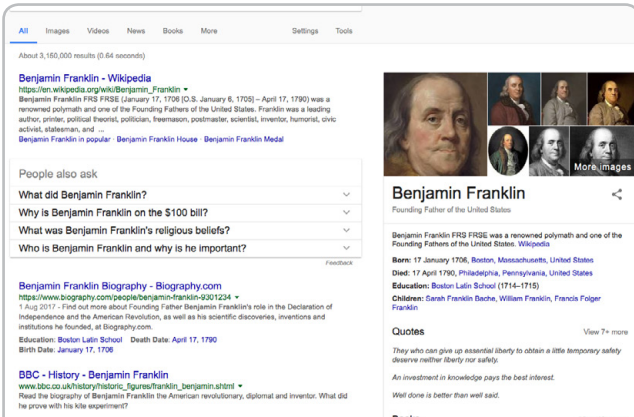 All Images Videos News Books More Settings Tools
About 3,160,000 results (0.64 seconds)
Benjamin Franklin - Wikipedia
https://en.wikipedia.org/wiki/Benjamin_Franklin
Benjamin Franklin FRS FRSE (January 17, 1706 [O.S. January 6, 1705] – April 17, 1790) was a
renowned polymath and one of the Founding Fathers of the United States. Franklin was a leading
author, printer, political theorist, politician, freemason, postmaster, scientist, inventor, humorist, civic
activist, statesman, and ...
Benjamin Franklin in popular · Benjamin Franklin House · Benjamin Franklin Medal
People also ask
What did Benjamin Franklin?
Why is Benjamin Franklin on the $100 bill?
What was Benjamin Franklin's religious beliefs?
Who is Benjamin Franklin and why is he important?
Feedback
Benjamin Franklin Biography - Biography.com
https://www.biography.com/people/benjamin-franklin-9301234
1 Aug 2017 - Find out more about Founding Father Benjamin Franklin's role in the Declaration of
Independence and the American Revolution, as well as his scientific discoveries, inventions and
institutions he founded, at Biography.com.
Education: Boston Latin School Death Date: April 17, 1790
Birth Date: January 17, 1706
BBC - History - Benjamin Franklin
www.bbc.co.uk/history/historic_figures/franklin_benjamin.shtml
Read the biography of Benjamin Franklin the American revolutionary, diplomat and inventor. What did
he prove with his kite experiment?
More images
Benjamin Franklin
Founding Father of the United States
Benjamin Franklin FRS FRSE was a renowned polymath and one of the
Founding Fathers of the United States. Wikipedia
Born: 17 January 1706, Boston, Massachusetts, United States
Died: 17 April 1790, Philadelphia, Pennsylvania, United States
Education: Boston Latin School (1714–1715)
Children: Sarah Franklin Bache, William Franklin, Francis Folger
Franklin
Quotes View 7+ more
They who can give up essential liberty to obtain a little temporary safety
deserve neither liberty nor safety.
An investment in knowledge pays the best interest.
Well done is better than well said.